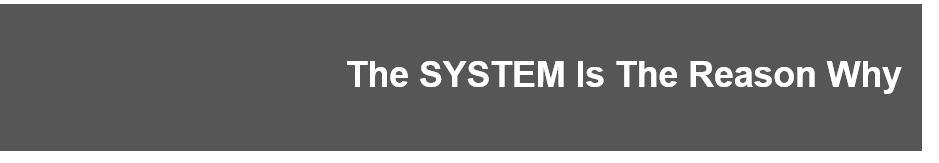 The SYSTEM Is The Reason Why